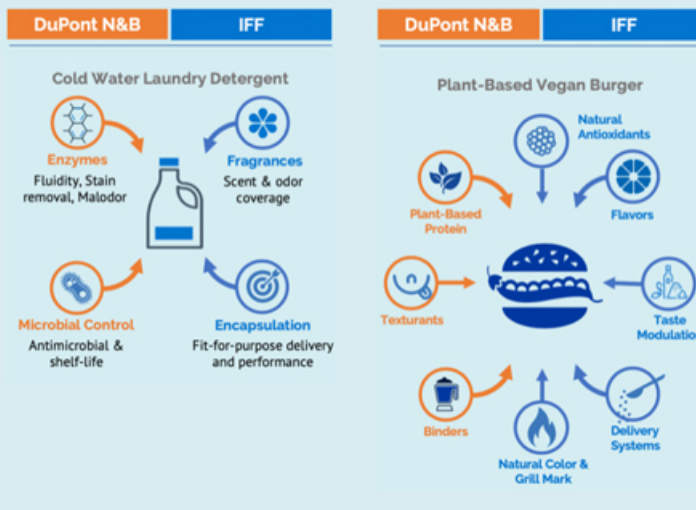 DuPont N&B
IFF
Cold Water Laundry Detergent
Enzymes
Fluidity, Stain
removal, Malodor
Fragrances
Scent & odor
coverage
Microbial Control
Antimicrobial &
shelf-life
Encapsulation
Fit-for-purpose delivery
and performance
DuPont N&B
IFF
Plant-Based Vegan Burger
Natural
Antioxidants
Plant-Based
Protein
Flavors
Texturants
Taste
Modulatio
Binders
Natural Color &
Grill Mark
Delivery
Systems